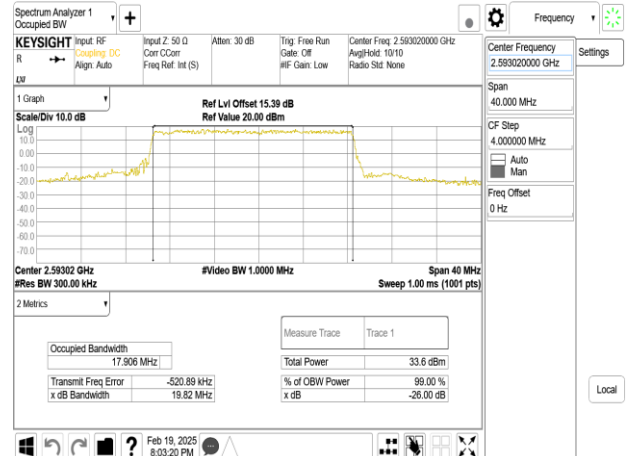 Spectrum Analyzer 1
Occupied BW
Frequency
KEYSIGHT
R
LXI
Input: RF
Coupling: DC
Align: Auto
Input Z: 50 Ω
Corr CCorr
Freq Ref: Int (S)
Atten: 30 dB
Trig: Free Run
Gate: Off
#IF Gain: Low
Center Freq: 2.593020000 GHz
Avg|Hold: 10/10
Radio Std: None
Center Frequency
2.593020000 GHz
Settings
Span
40.000 MHz
CF Step
4.000000 MHz
Auto
Man
Freq Offset
0 Hz
Local
1 Graph
Scale/Div 10.0 dB
Ref Lvl Offset 15.39 dB
Ref Value 20.00 dBm
Log
10.0
0.00
-10.0
-20.0
-30.0
-40.0
-50.0
-60.0
-70.0
Center 2.59302 GHz
#Res BW 300.00 kHz
#Video BW 1.0000 MHz
Span 40 MHz
Sweep 1.00 ms (1001 pts)
2 Metrics
Occupied Bandwidth
17.906 MHz
Transmit Freq Error -520.89 kHz
x dB Bandwidth 19.82 MHz
Measure Trace Trace 1
Total Power 33.6 dBm
% of OBW Power 99.00 %
x dB -26.00 dB
?
Feb 19, 2025
8:03:20 PM